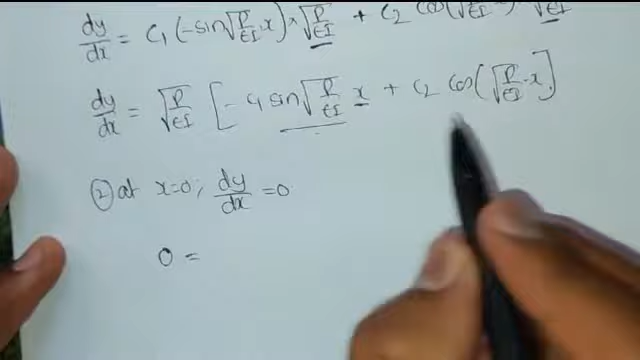 dy/dx = C₁(-sin√(P/EI)·x) × √(P/EI) + C₂ cos(√(P/EI)·x) √(P/EI)
dy/dx = √(P/EI) [-C₁ sin√(P/EI) x + C₂ cos(√(P/EI)·x)]
② at x=0; dy/dx = 0
0 =